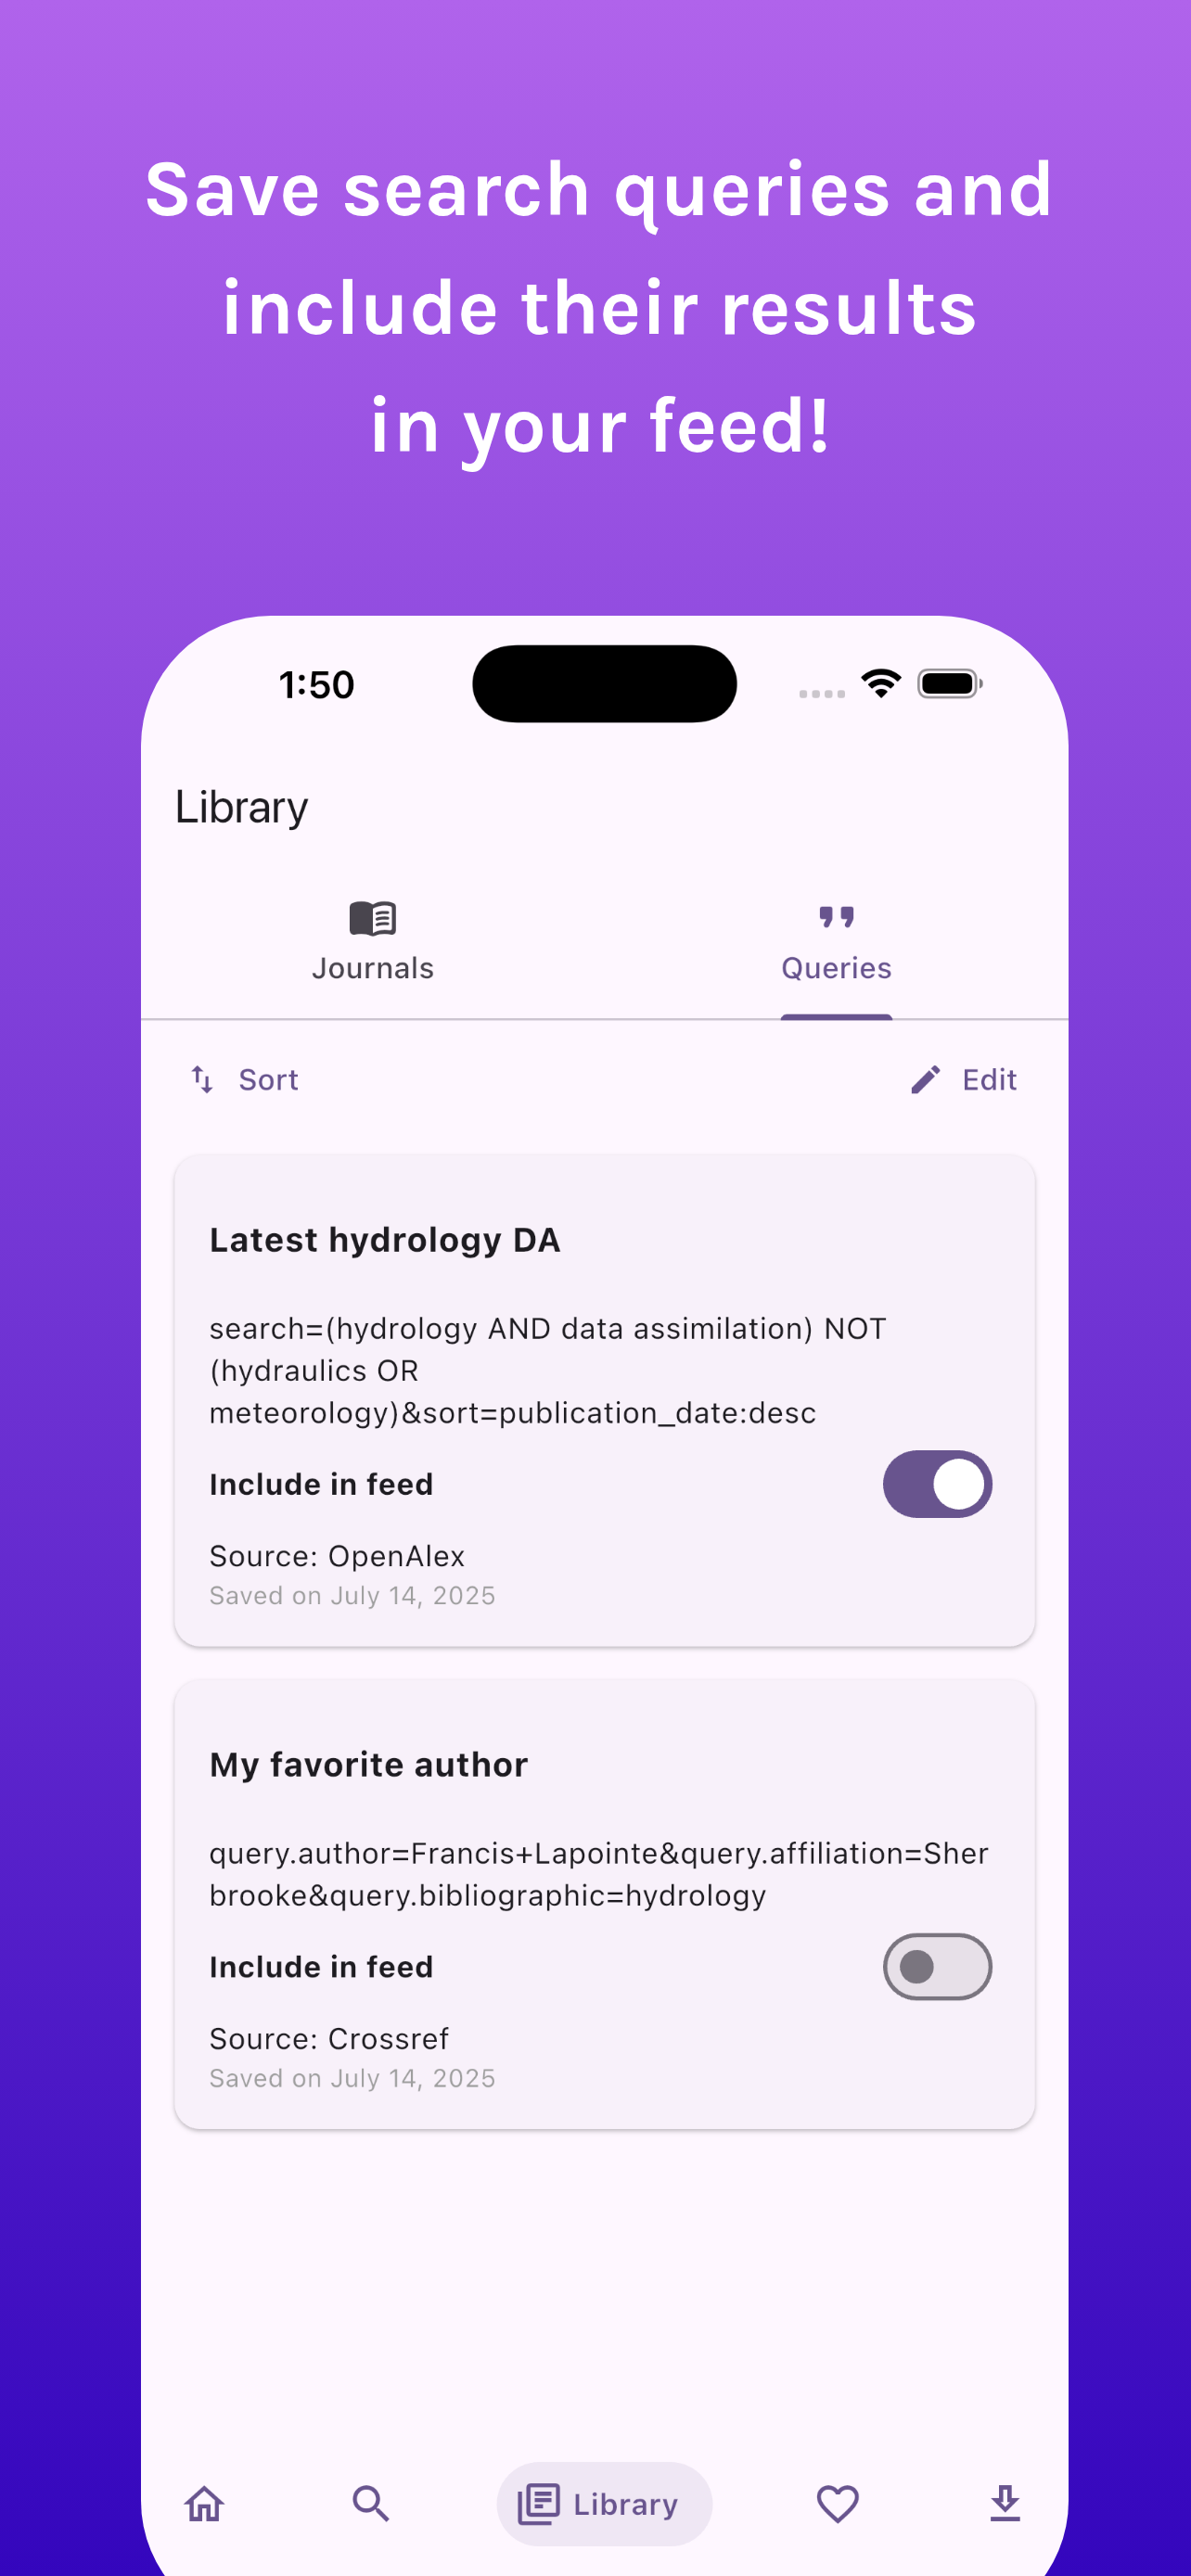 Save search queries and
include their results
in your feed!
1:50
Library
Journals
Queries
Sort
Edit
Latest hydrology DA
search=(hydrology AND data assimilation) NOT
(hydraulics OR
meteorology)&sort=publication_date:desc
Include in feed
Source: OpenAlex
Saved on July 14, 2025
My favorite author
query.author=Francis+Lapointe&query.affiliation=Sher
brooke&query.bibliographic=hydrology
Include in feed
Source: Crossref
Saved on July 14, 2025
Library